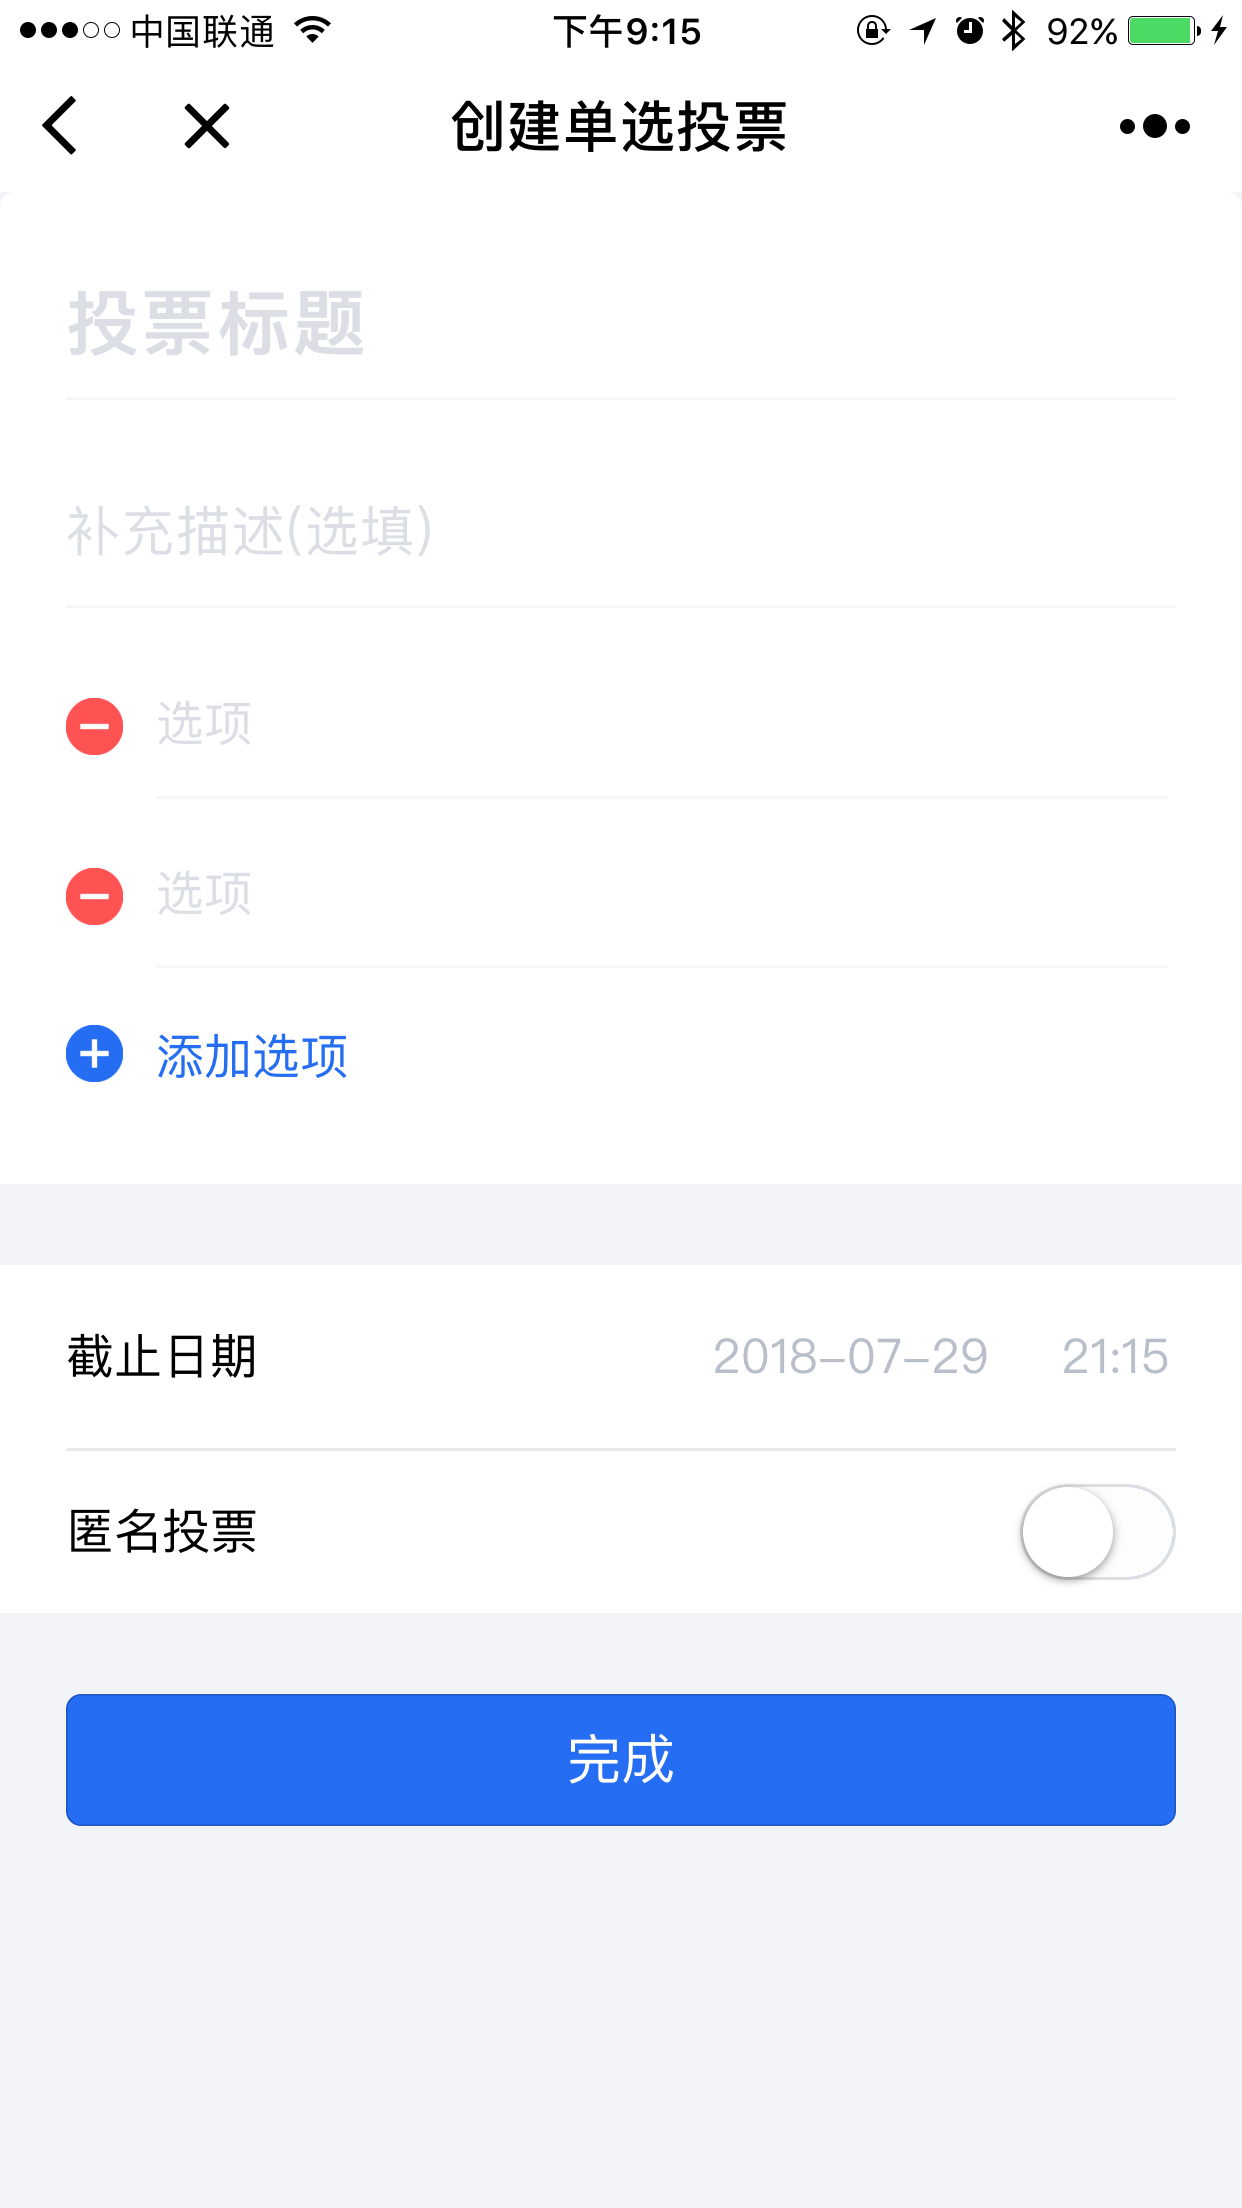 中国联通 下午9:15 92%
创建单选投票
投票标题
补充描述(选填)
选项
选项
添加选项
截止日期 2018-07-29 21:15
匿名投票
完成